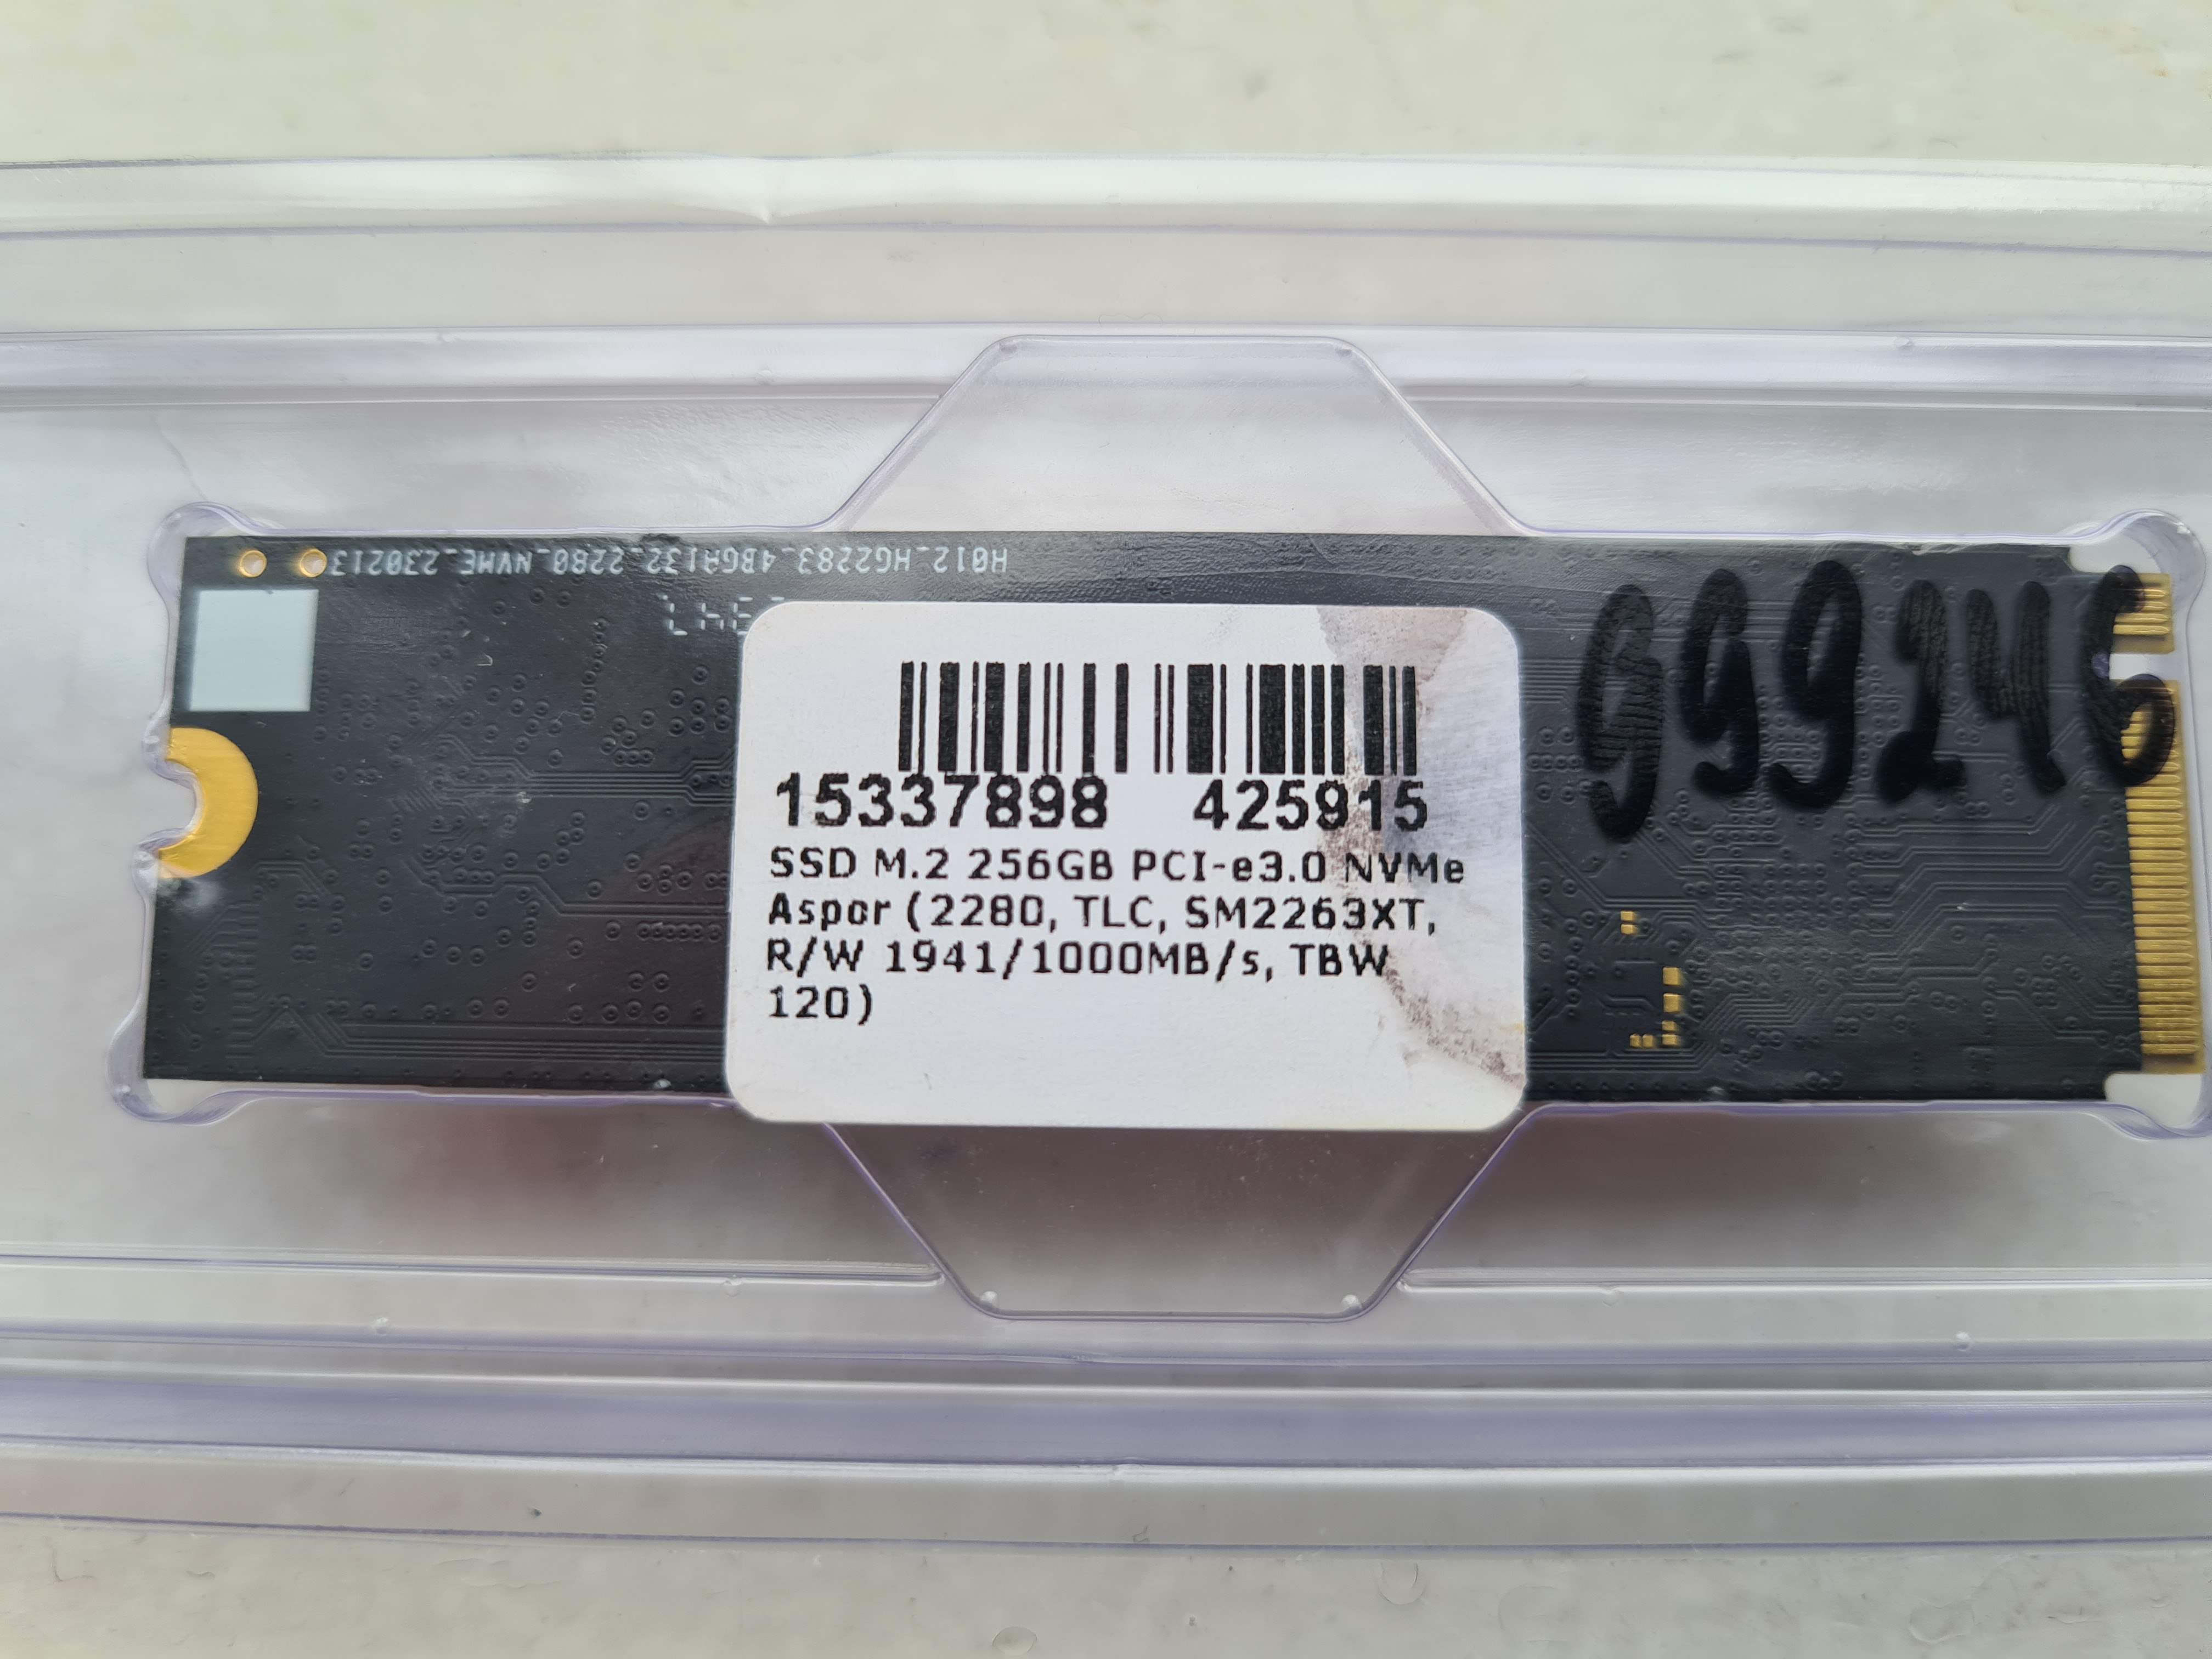 H012_HG2283_4BGA132_2280_NVME_230213
999246
15337898 425915
SSD M.2 256GB PCI-e3.0 NVMe
Aspor (2280, TLC, SM2263XT,
R/W 1941/1000MB/s, TBW
120)